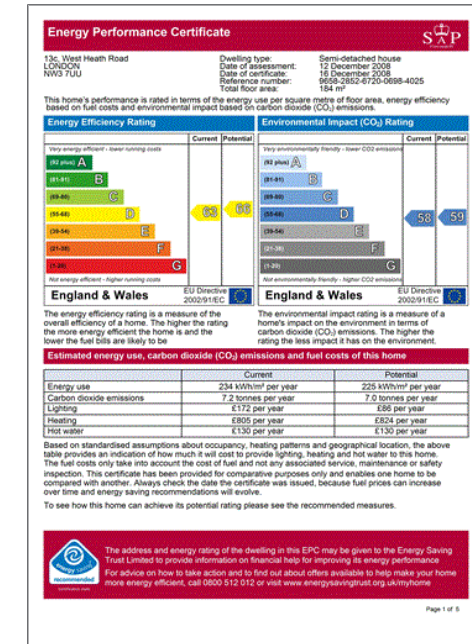 Energy Performance Certificate
SAP
13c, West Heath Road
LONDON
NW3 7UU
Dwelling type: Semi-detached house
Date of assessment: 12 December 2008
Date of certificate: 16 December 2008
Reference number: 9658-2852-6720-0698-4025
Total floor area: 184 m²
This home's performance is rated in terms of the energy use per square metre of floor area, energy efficiency
based on fuel costs and environmental impact based on carbon dioxide (CO₂) emissions.
Energy Efficiency Rating
Current Potential
Very energy efficient - lower running costs
(92 plus) A
(81-91) B
(69-80) C
(55-68) D
(39-54) E
(21-38) F
(1-20) G
63 66
Not energy efficient - higher running costs
England & Wales
EU Directive
2002/91/EC
The energy efficiency rating is a measure of the
overall efficiency of a home. The higher the rating
the more energy efficient the home is and the
lower the fuel bills are likely to be
Environmental Impact (CO₂) Rating
Current Potential
Very environmentally friendly - lower CO2 emissions
(92 plus) A
(81-91) B
(69-80) C
(55-68) D
(39-54) E
(21-38) F
(1-20) G
58 59
Not environmentally friendly - higher CO2 emissions
England & Wales
EU Directive
2002/91/EC
The environmental impact rating is a measure of a
home's impact on the environment in terms of
carbon dioxide (CO₂) emissions. The higher the
rating the less impact it has on the environment.
Estimated energy use, carbon dioxide (CO₂) emissions and fuel costs of this home
Current Potential
Energy use 234 kWh/m² per year 225 kWh/m² per year
Carbon dioxide emissions 7.2 tonnes per year 7.0 tonnes per year
Lighting £172 per year £86 per year
Heating £805 per year £824 per year
Hot water £130 per year £130 per year
Based on standardised assumptions about occupancy, heating patterns and geographical location, the above
table provides an indication of how much it will cost to provide lighting, heating and hot water to this home.
The fuel costs only take into account the cost of fuel and not any associated service, maintenance or safety
inspection. This certificate has been provided for comparative purposes only and enables one home to be
compared with another. Always check the date the certificate was issued, because fuel prices can increase
over time and energy saving recommendations will evolve.
To see how this home can achieve its potential rating please see the recommended measures.
energy saving
recommended
The address and energy rating of the dwelling in this EPC may be given to the Energy Saving
Trust Limited to provide information on financial help for improving its energy performance
For advice on how to take action and to find out about offers available to help make your home
more energy efficient, call 0800 512 012 or visit www.energysavingtrust.org.uk/myhome
Page 1 of 5